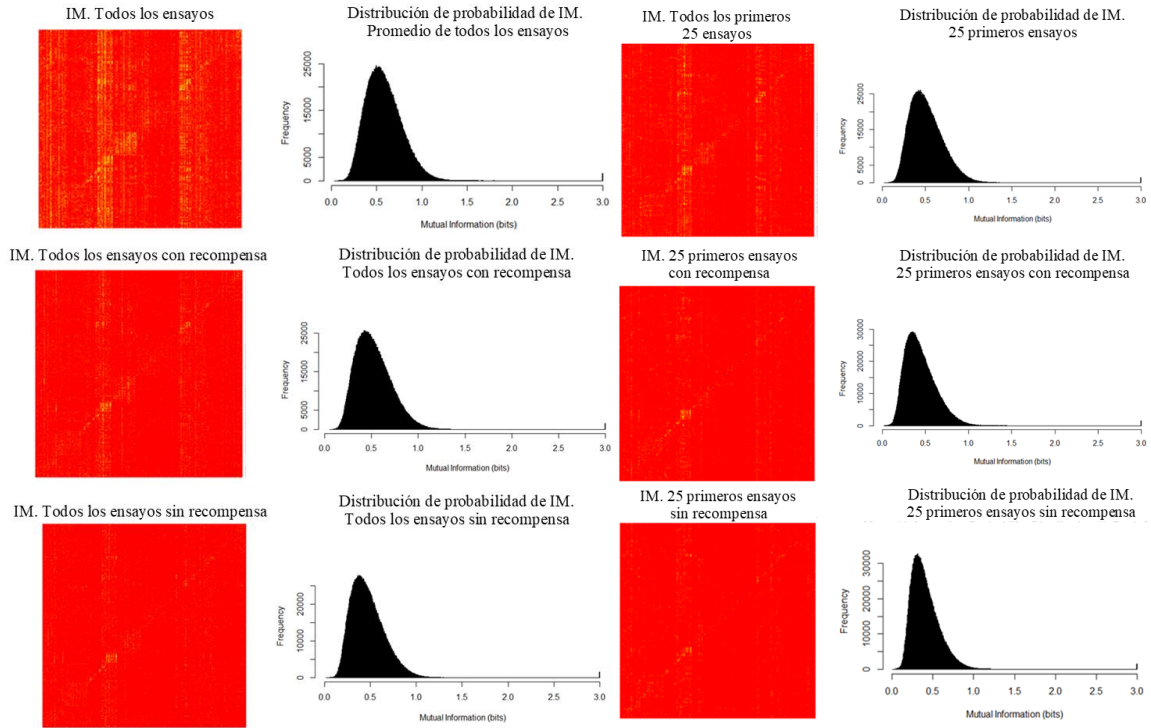 IM. Todos los ensayos
Distribución de probabilidad de IM.
Promedio de todos los ensayos
Frequency
0
5000
15000
25000
0.0 0.5 1.0 1.5 2.0 2.5 3.0
Mutual Information (bits)
IM. Todos los primeros
25 ensayos
Distribución de probabilidad de IM.
25 primeros ensayos
Frequency
0
5000
15000
25000
0.0 0.5 1.0 1.5 2.0 2.5 3.0
Mutual Information (bits)
IM. Todos los ensayos con recompensa
Distribución de probabilidad de IM.
Todos los ensayos con recompensa
Frequency
0
5000
15000
25000
0.0 0.5 1.0 1.5 2.0 2.5 3.0
Mutual Information (bits)
IM. 25 primeros ensayos
con recompensa
Distribución de probabilidad de IM.
25 primeros ensayos con recompensa
Frequency
0
10000
20000
30000
0.0 0.5 1.0 1.5 2.0 2.5 3.0
Mutual Information (bits)
IM. Todos los ensayos sin recompensa
Distribución de probabilidad de IM.
Todos los ensayos sin recompensa
Frequency
0
10000
20000
0.0 0.5 1.0 1.5 2.0 2.5 3.0
Mutual Information (bits)
IM. 25 primeros ensayos
sin recompensa
Distribución de probabilidad de IM.
25 primeros ensayos sin recompensa
Frequency
0
10000
20000
30000
0.0 0.5 1.0 1.5 2.0 2.5 3.0
Mutual Information (bits)